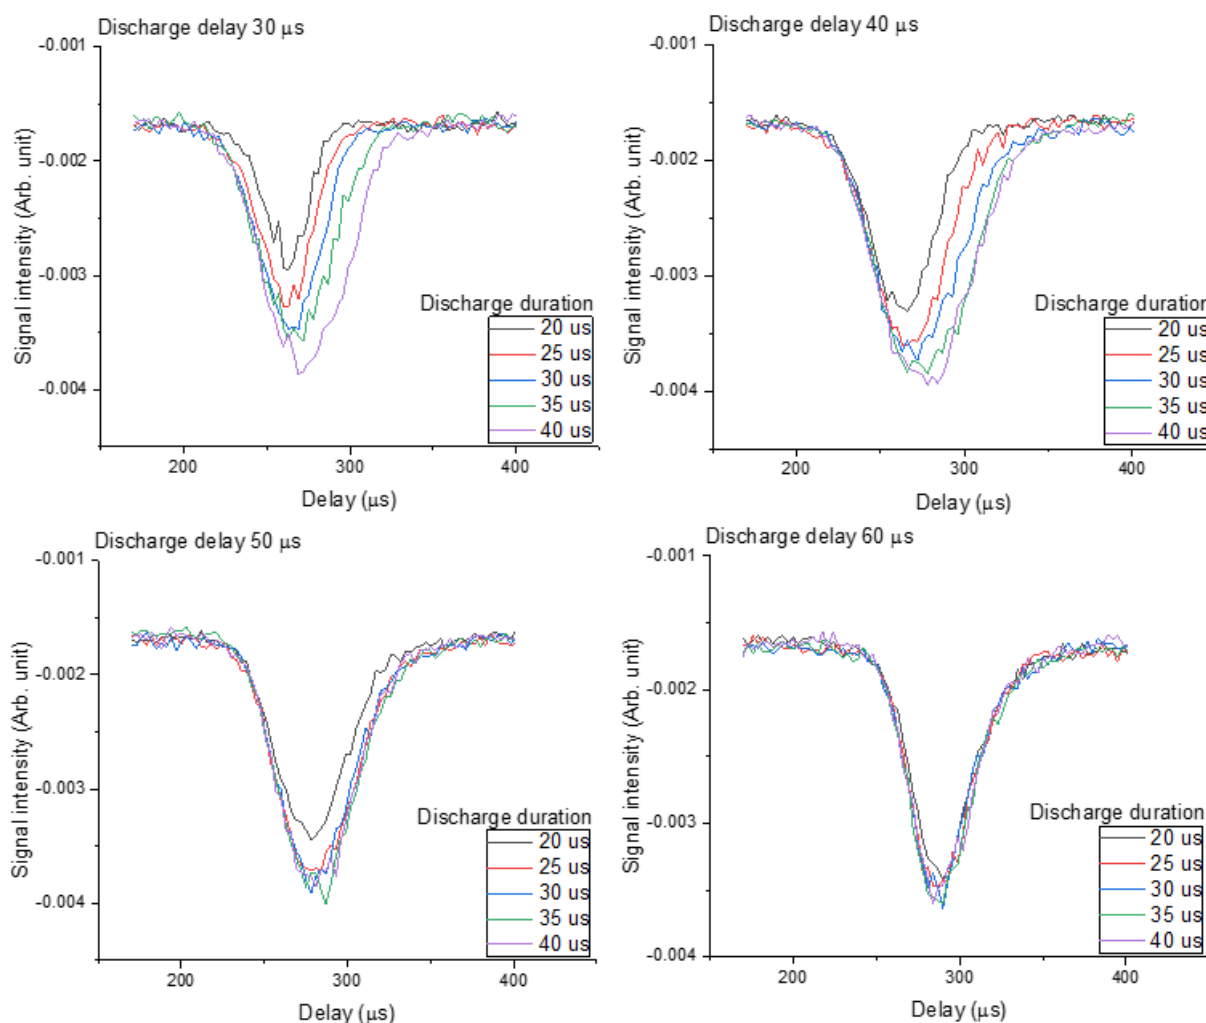 Discharge delay 30 μs
-0.001
-0.002
-0.003
-0.004
Signal intensity (Arb. unit)
Discharge duration
20 us
25 us
30 us
35 us
40 us
200
300
400
Delay (μs)
Discharge delay 40 μs
-0.001
-0.002
-0.003
-0.004
Signal intensity (Arb. unit)
Discharge duration
20 us
25 us
30 us
35 us
40 us
200
300
400
Delay (μs)
Discharge delay 50 μs
-0.001
-0.002
-0.003
-0.004
Signal intensity (Arb. unit)
Discharge duration
20 us
25 us
30 us
35 us
40 us
200
300
400
Delay (μs)
Discharge delay 60 μs
-0.001
-0.002
-0.003
-0.004
Signal intensity (Arb. unit)
Discharge duration
20 us
25 us
30 us
35 us
40 us
200
300
400
Delay (μs)